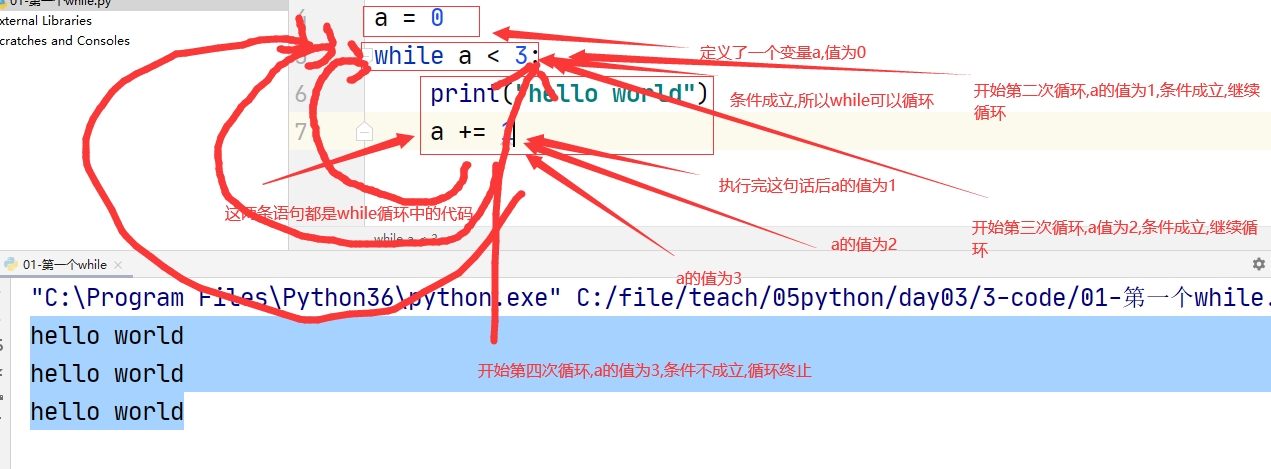 01-第一个while.py
xternal Libraries
cratches and Consoles
a = 0
while a < 3:
6
print("hello world")
7
a += 1
定义了一个变量a,值为0
条件成立,所以while可以循环
开始第二次循环,a的值为1,条件成立,继续
循环
执行完这句话后a的值为1
这两条语句都是while循环中的代码
开始第三次循环,a值为2,条件成立,继续循
环
a的值为2
a的值为3
while a < 3
01-第一个while
"C:\Program Files\Python36\python.exe" C:/file/teach/05python/day03/3-code/01-第一个while.
hello world
hello world
hello world
开始第四次循环,a的值为3,条件不成立,循环终止